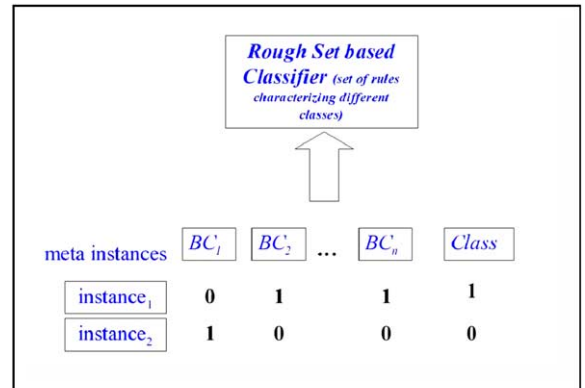 Rough Set based
Classifier (set of rules
characterizing different
classes)
meta instances BC₁ BC₂ ... BCₙ Class
instance₁ 0 1 1 1
instance₂ 1 0 0 0